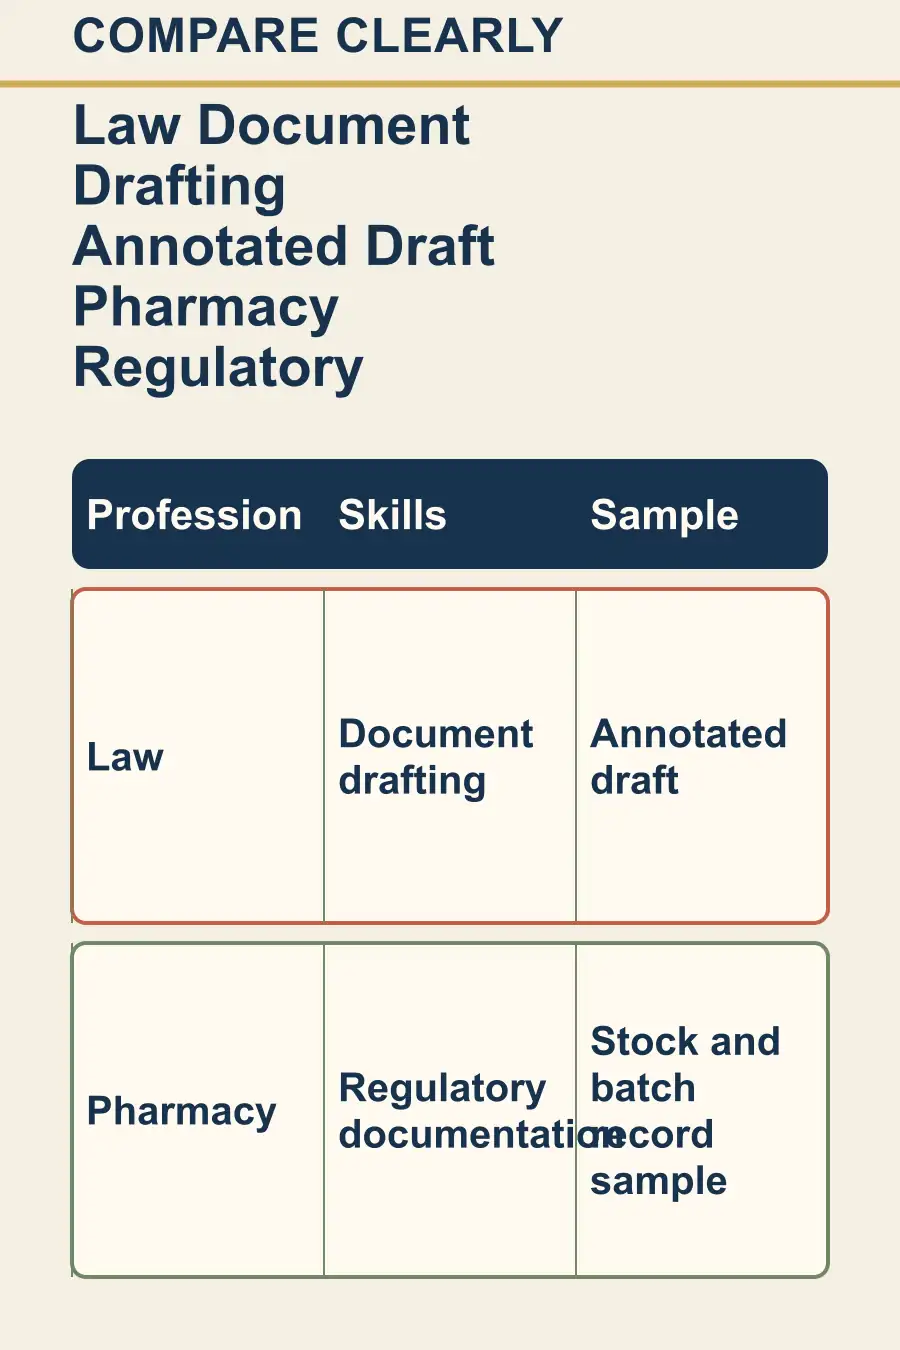 COMPARE CLEARLY
Law Document
Drafting
Annotated Draft
Pharmacy
Regulatory
Profession Skills Sample
Law
Document
drafting
Annotated
draft
Pharmacy
Regulatory
documentation
Stock and
batch
record
sample